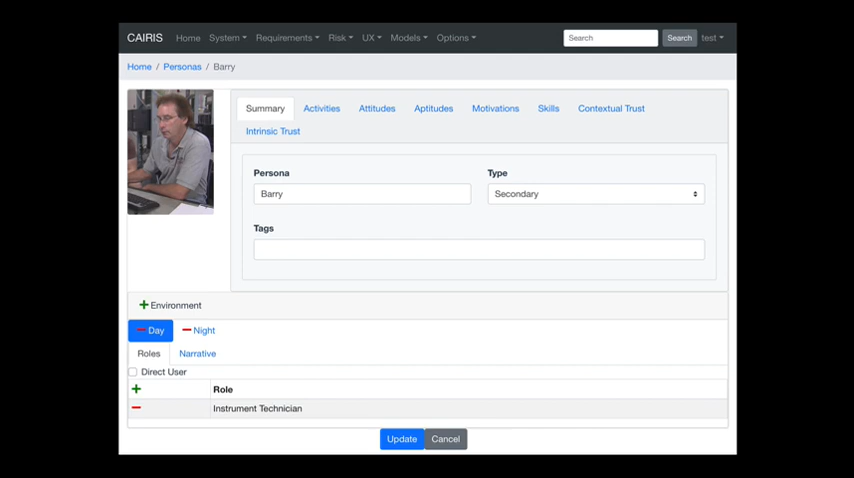 CAIRIS Home System Requirements Risk UX Models Options Search Search test
Home / Personas / Barry
Summary Activities Attitudes Aptitudes Motivations Skills Contextual Trust
Intrinsic Trust
Persona Type
Barry Secondary
Tags
Environment
Day Night
Roles Narrative
Direct User
Role
Instrument Technician
Update Cancel